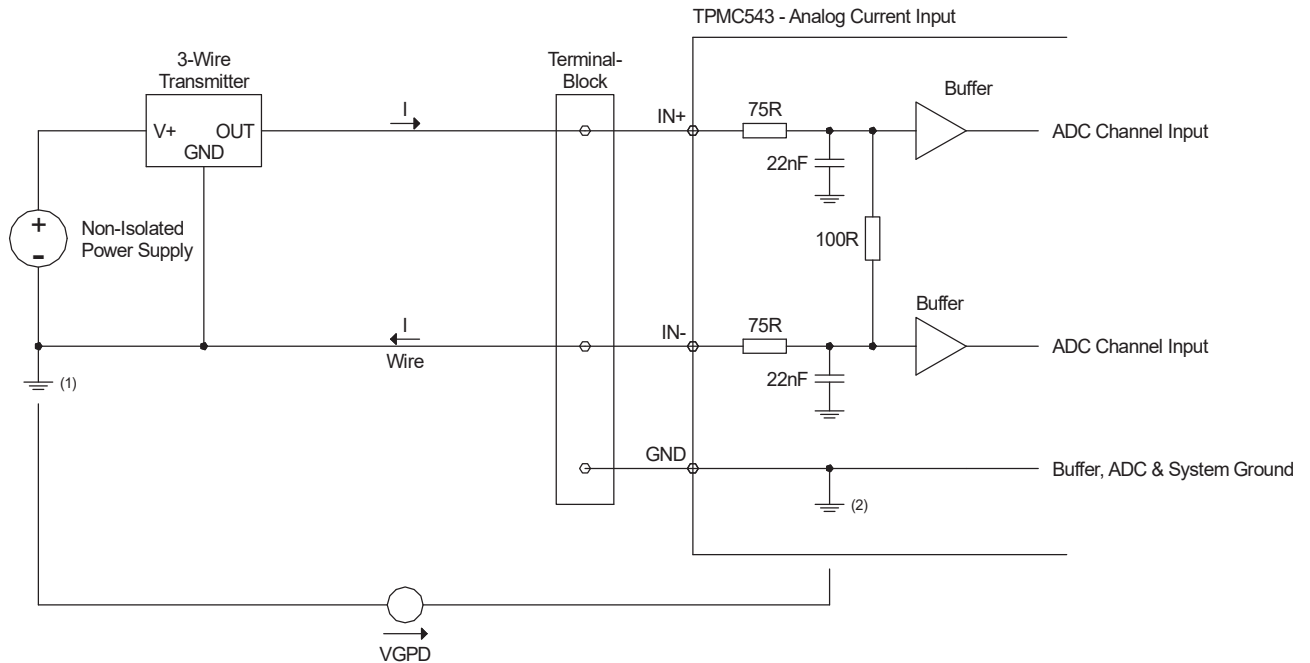 TPMC543 - Analog Current Input
3-Wire
Transmitter
Terminal-
Block
V+
OUT
GND
I
IN+
75R
22nF
Buffer
ADC Channel Input
+
-
Non-Isolated
Power Supply
100R
I
Wire
IN-
75R
22nF
Buffer
ADC Channel Input
(1)
GND
Buffer, ADC & System Ground
(2)
VGPD